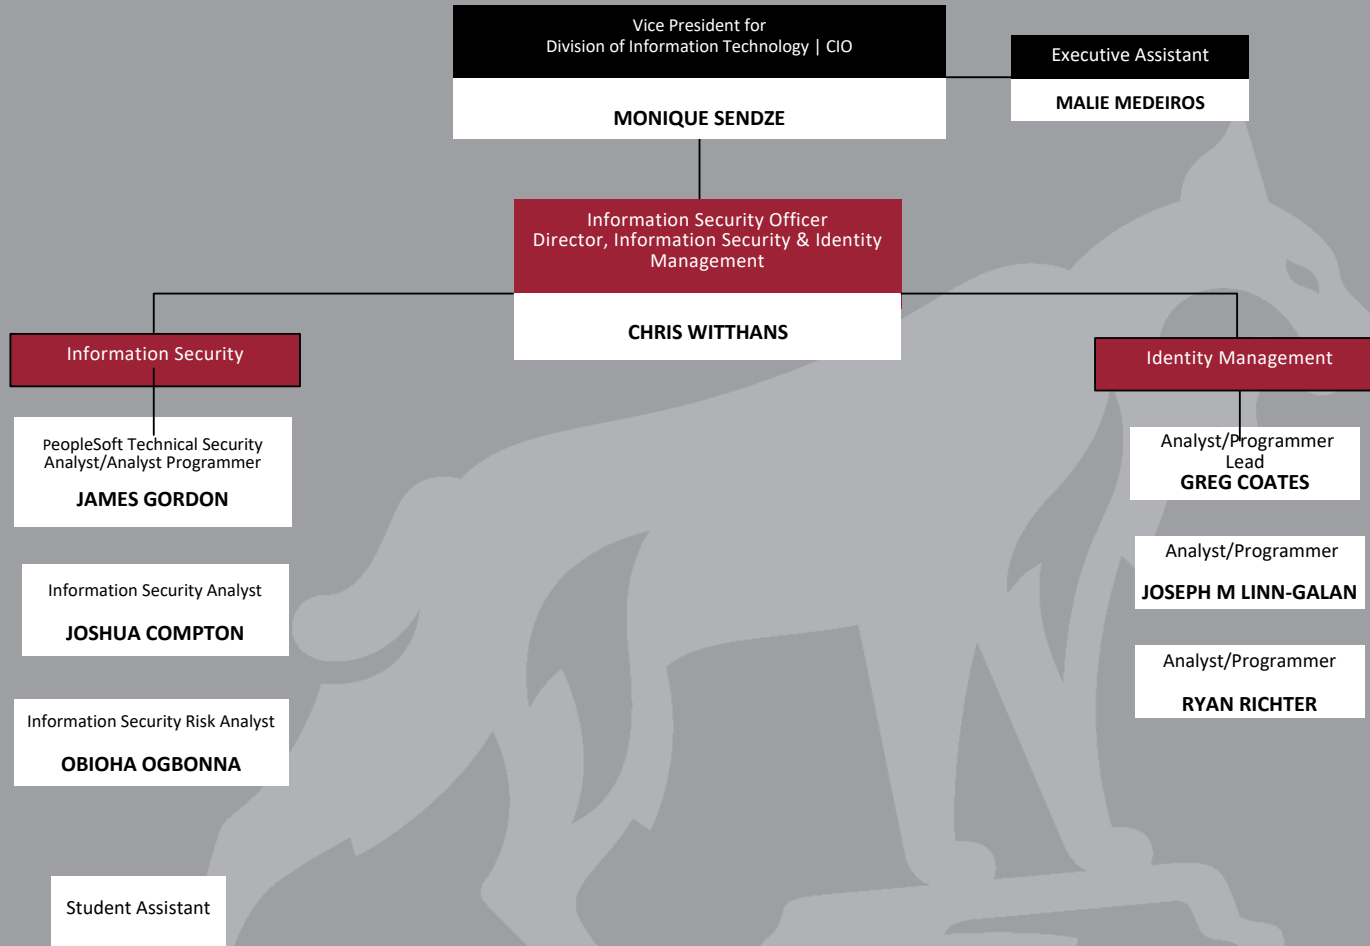 Vice President for
Division of Information Technology | CIO
MONIQUE SENDZE
Executive Assistant
MALIE MEDEIROS
Information Security Officer
Director, Information Security & Identity
Management
CHRIS WITTHANS
Information Security
PeopleSoft Technical Security
Analyst/Analyst Programmer
JAMES GORDON
Information Security Analyst
JOSHUA COMPTON
Information Security Risk Analyst
OBIOHA OGBONNA
Student Assistant
Identity Management
Analyst/Programmer
Lead
GREG COATES
Analyst/Programmer
JOSEPH M LINN-GALAN
Analyst/Programmer
RYAN RICHTER